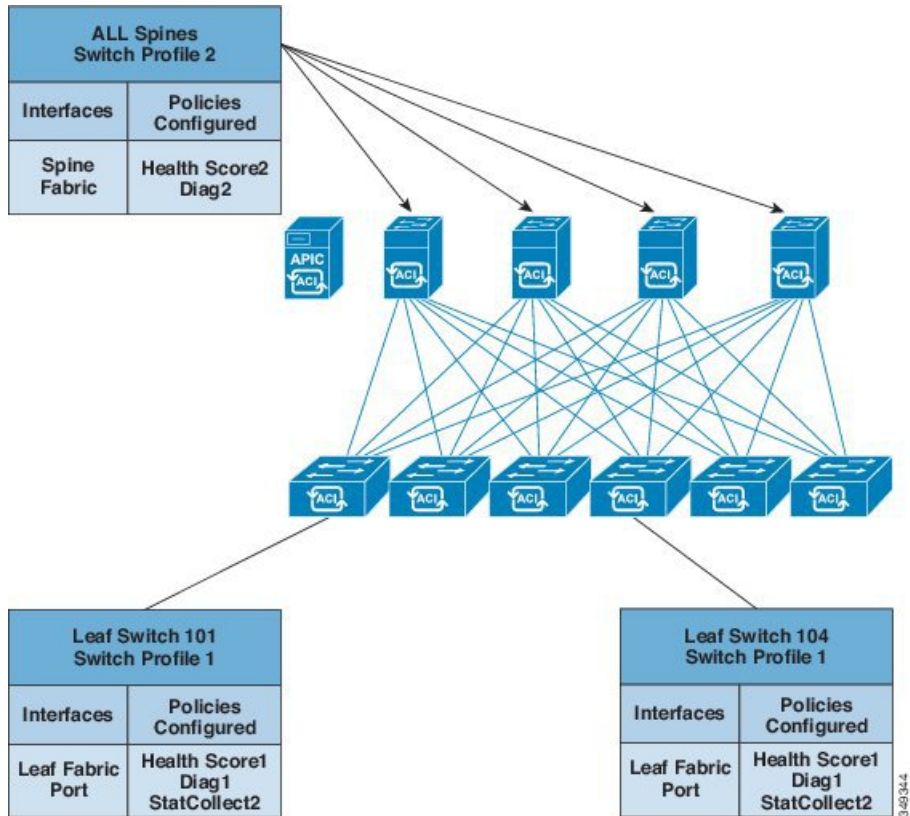 ALL Spines
Switch Profile 2
Interfaces
Policies
Configured
Spine
Fabric
Health Score2
Diag2
APIC
ACI
ACI
ACI
ACI
ACI
ACI
ACI
ACI
ACI
ACI
ACI
Leaf Switch 101
Switch Profile 1
Interfaces
Policies
Configured
Leaf Fabric
Port
Health Score1
Diag1
StatCollect2
Leaf Switch 104
Switch Profile 1
Interfaces
Policies
Configured
Leaf Fabric
Port
Health Score1
Diag1
StatCollect2
349344